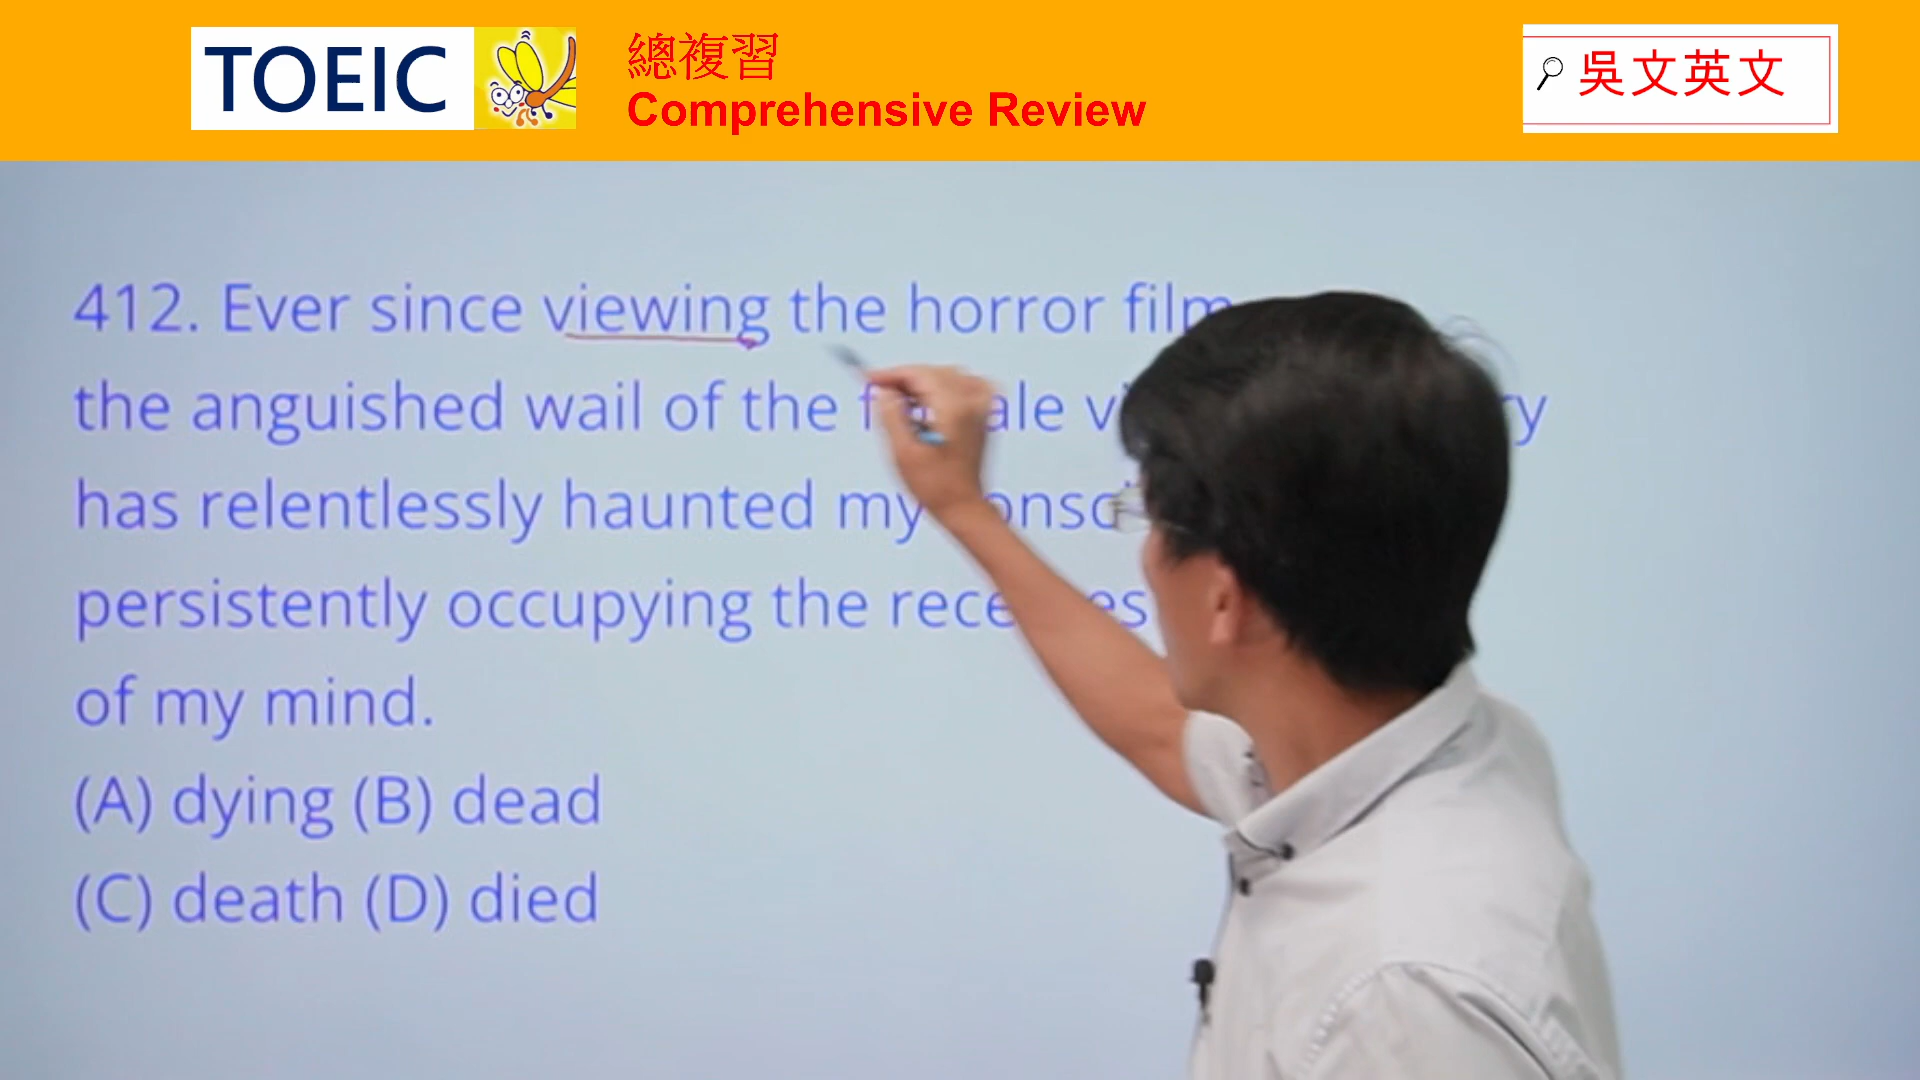 TOEIC
總複習
Comprehensive Review
吳文英文
412. Ever since viewing the horror film
the anguished wail of the
has relentlessly haunted my
persistently occupying the
of my mind.
(A) dying (B) dead
(C) death (D) died